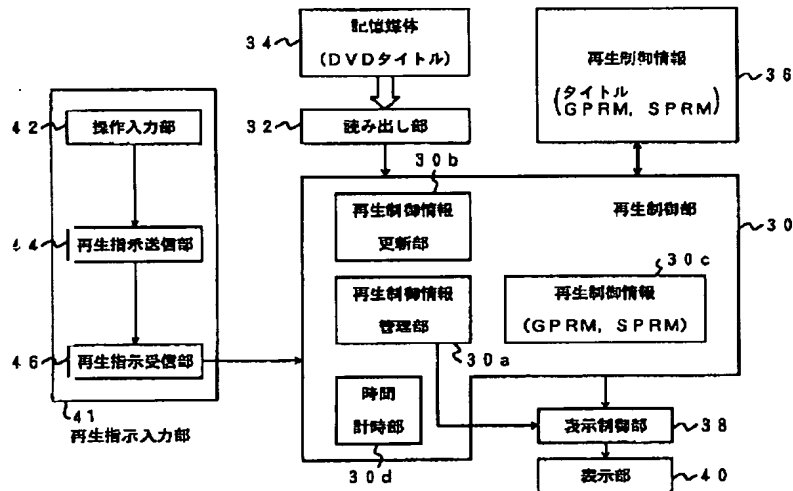 34
記憶媒体
(DVDタイトル)
再生制御情報
(タイトル
GPRM, SPRM)
36
42
操作入力部
32
読み出し部
30b
再生制御情報
更新部
再生制御部
30
44
再生指示送信部
30c
再生制御情報
(GPRM, SPRM)
再生制御情報
管理部
30a
46
再生指示受信部
41
再生指示入力部
時間
計時部
30d
表示制御部
38
表示部
40